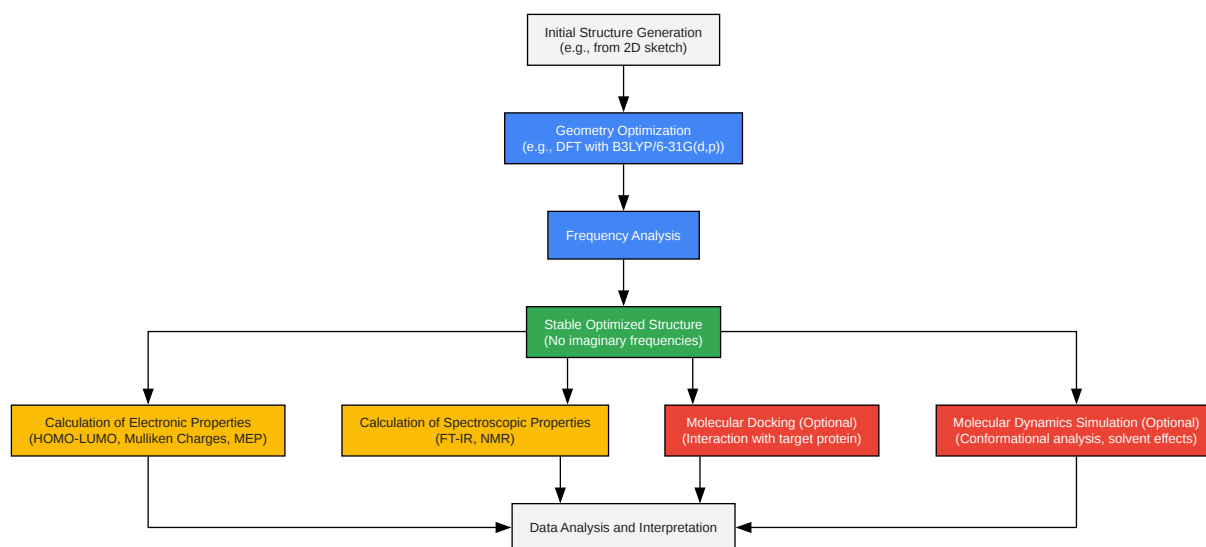 Initial Structure Generation
(e.g., from 2D sketch)
Geometry Optimization
(e.g., DFT with B3LYP/6-31G(d,p))
Frequency Analysis
Stable Optimized Structure
(No imaginary frequencies)
Calculation of Electronic Properties
(HOMO-LUMO, Mulliken Charges, MEP)
Calculation of Spectroscopic Properties
(FT-IR, NMR)
Molecular Docking (Optional)
(Interaction with target protein)
Molecular Dynamics Simulation (Optional)
(Conformational analysis, solvent effects)
Data Analysis and Interpretation